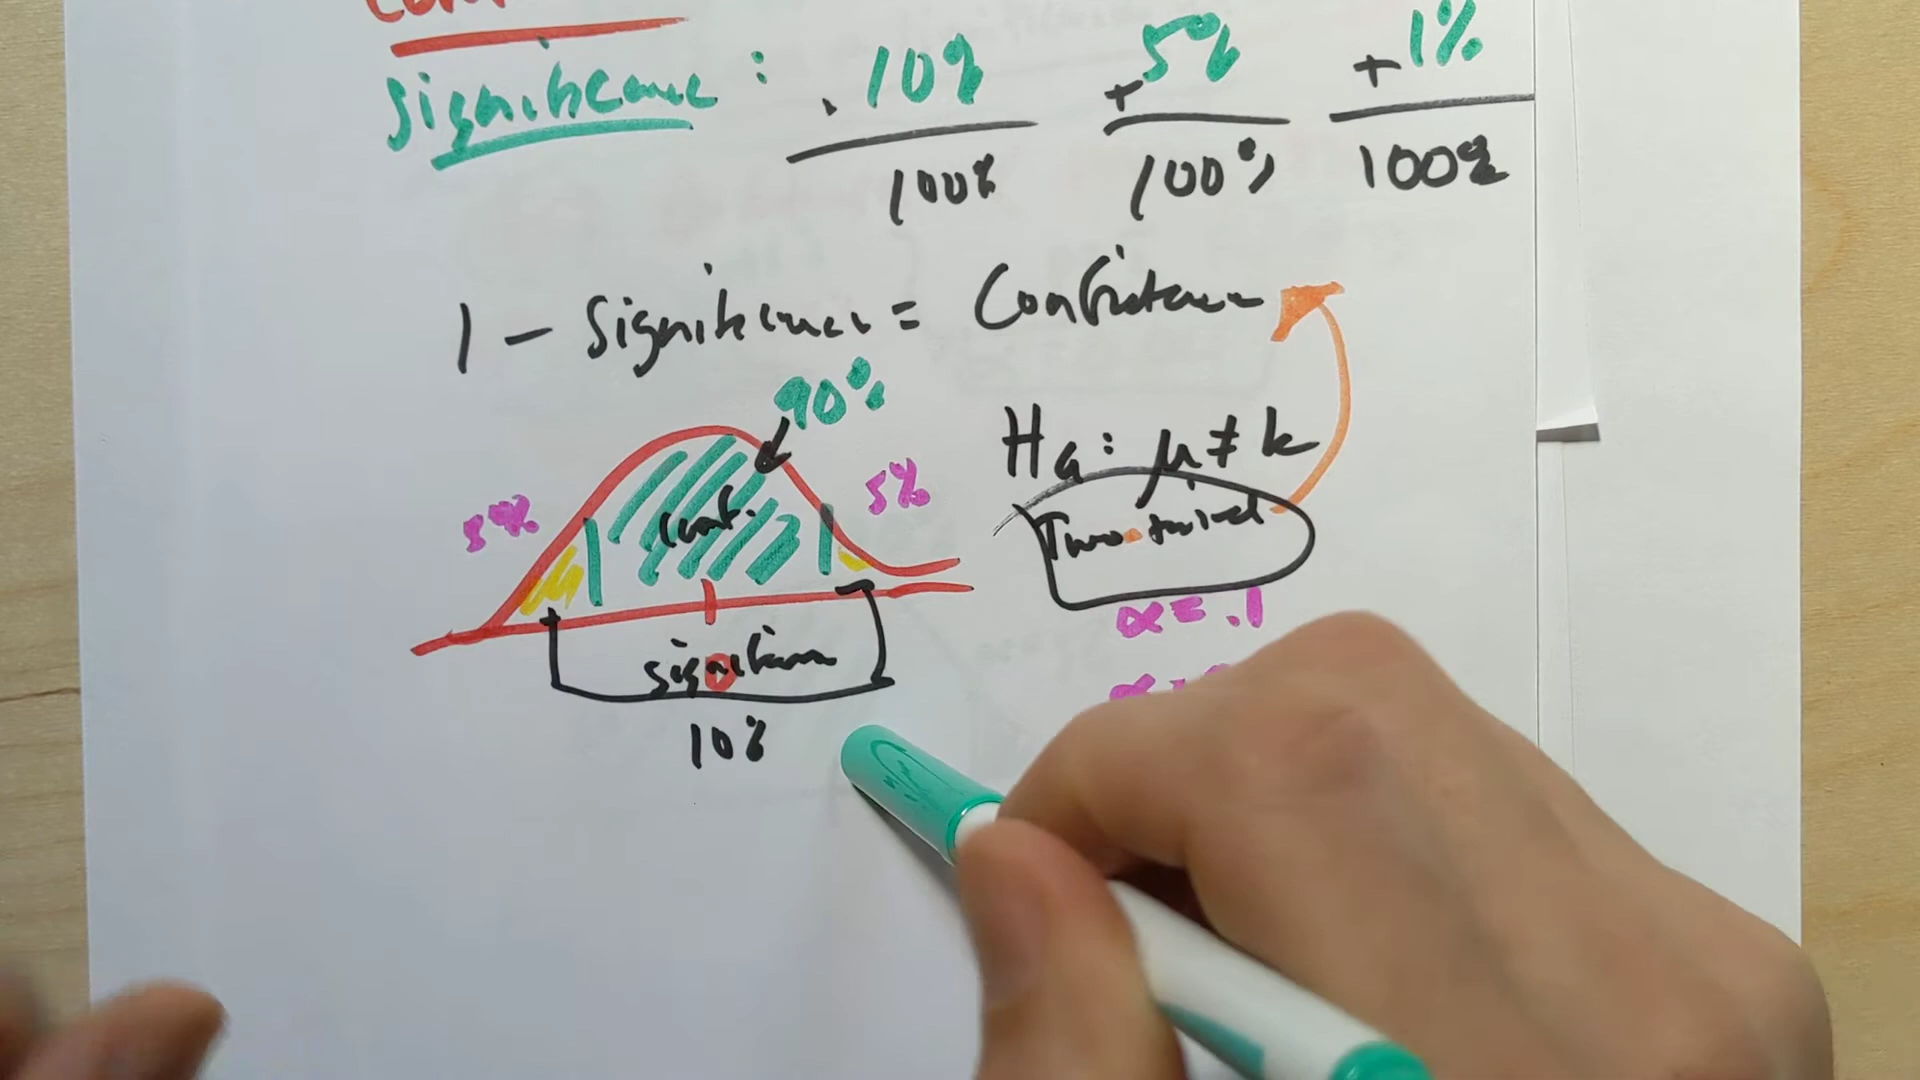 Significance : . 10% + 5% + 1%
100% 100% 100%
1 - Significance = Confidence
90%
Ha: μ ≠ k
5% 5%
conf.
Two-tailed
α = .1
0
significance
10%